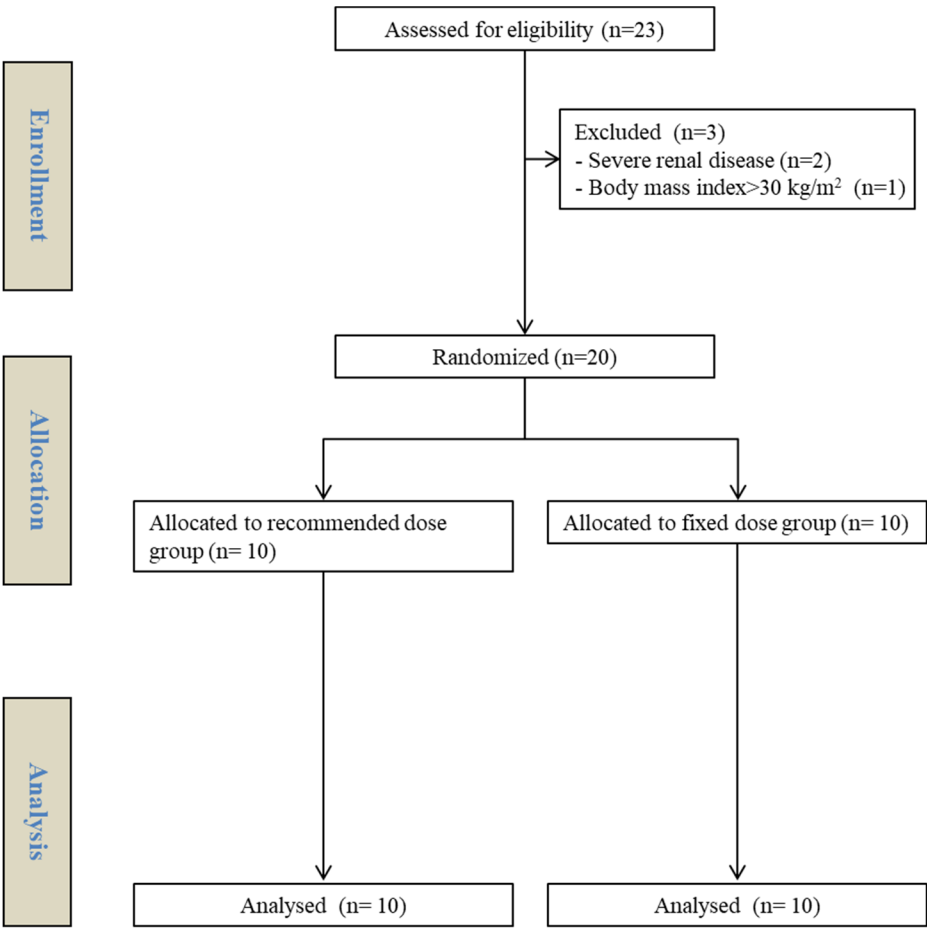 Assessed for eligibility (n=23)
Enrollment
Excluded (n=3)
- Severe renal disease (n=2)
- Body mass index>30 kg/m² (n=1)
Randomized (n=20)
Allocation
Allocated to recommended dose
group (n= 10)
Allocated to fixed dose group (n= 10)
Analysis
Analysed (n= 10)
Analysed (n= 10)